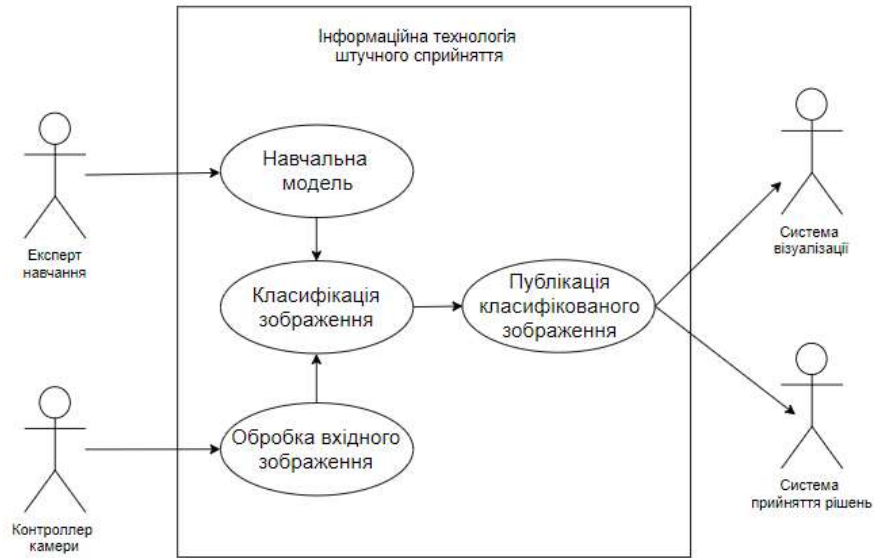 Інформаційна технологія
штучного сприйняття
Навчальна
модель
Експерт
навчання
Класифікація
зображення
Публікація
класифікованого
зображення
Система
візуалізації
Обробка вхідного
зображення
Контроллер
камери
Система
прийняття рішень